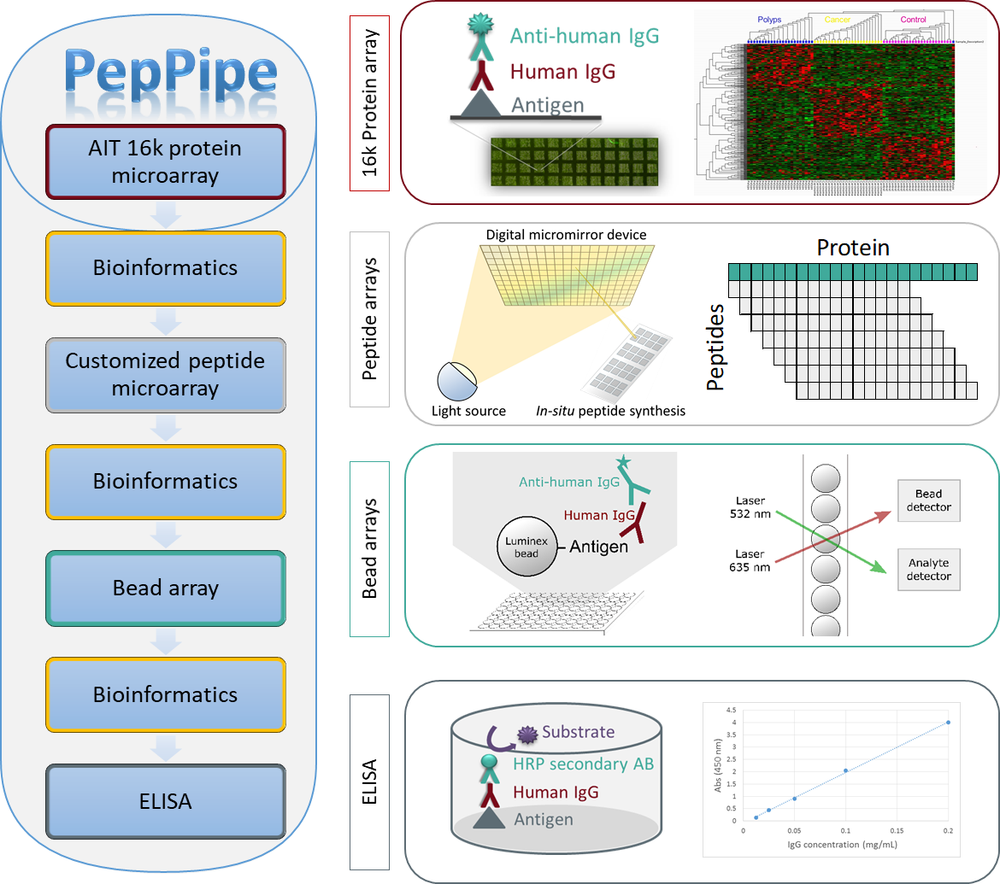 PepPipe
AIT 16k protein
microarray
Bioinformatics
Customized peptide
microarray
Bioinformatics
Bead array
Bioinformatics
ELISA
16k Protein array
Anti-human IgG
Human IgG
Antigen
Polyps
Cancer
Control
Peptide arrays
Digital micromirror device
Light source
In-situ peptide synthesis
Protein
Peptides
Bead arrays
Anti-human IgG
Human IgG
Luminex
bead
Antigen
Laser
532 nm
Laser
635 nm
Bead
detector
Analyte
detector
ELISA
Substrate
HRP secondary AB
Human IgG
Antigen
Abs (450 nm)
4.5
4
3.5
3
2.5
2
1.5
1
0.5
0
0
0.05
0.1
0.15
0.2
IgG concentration (mg/mL)